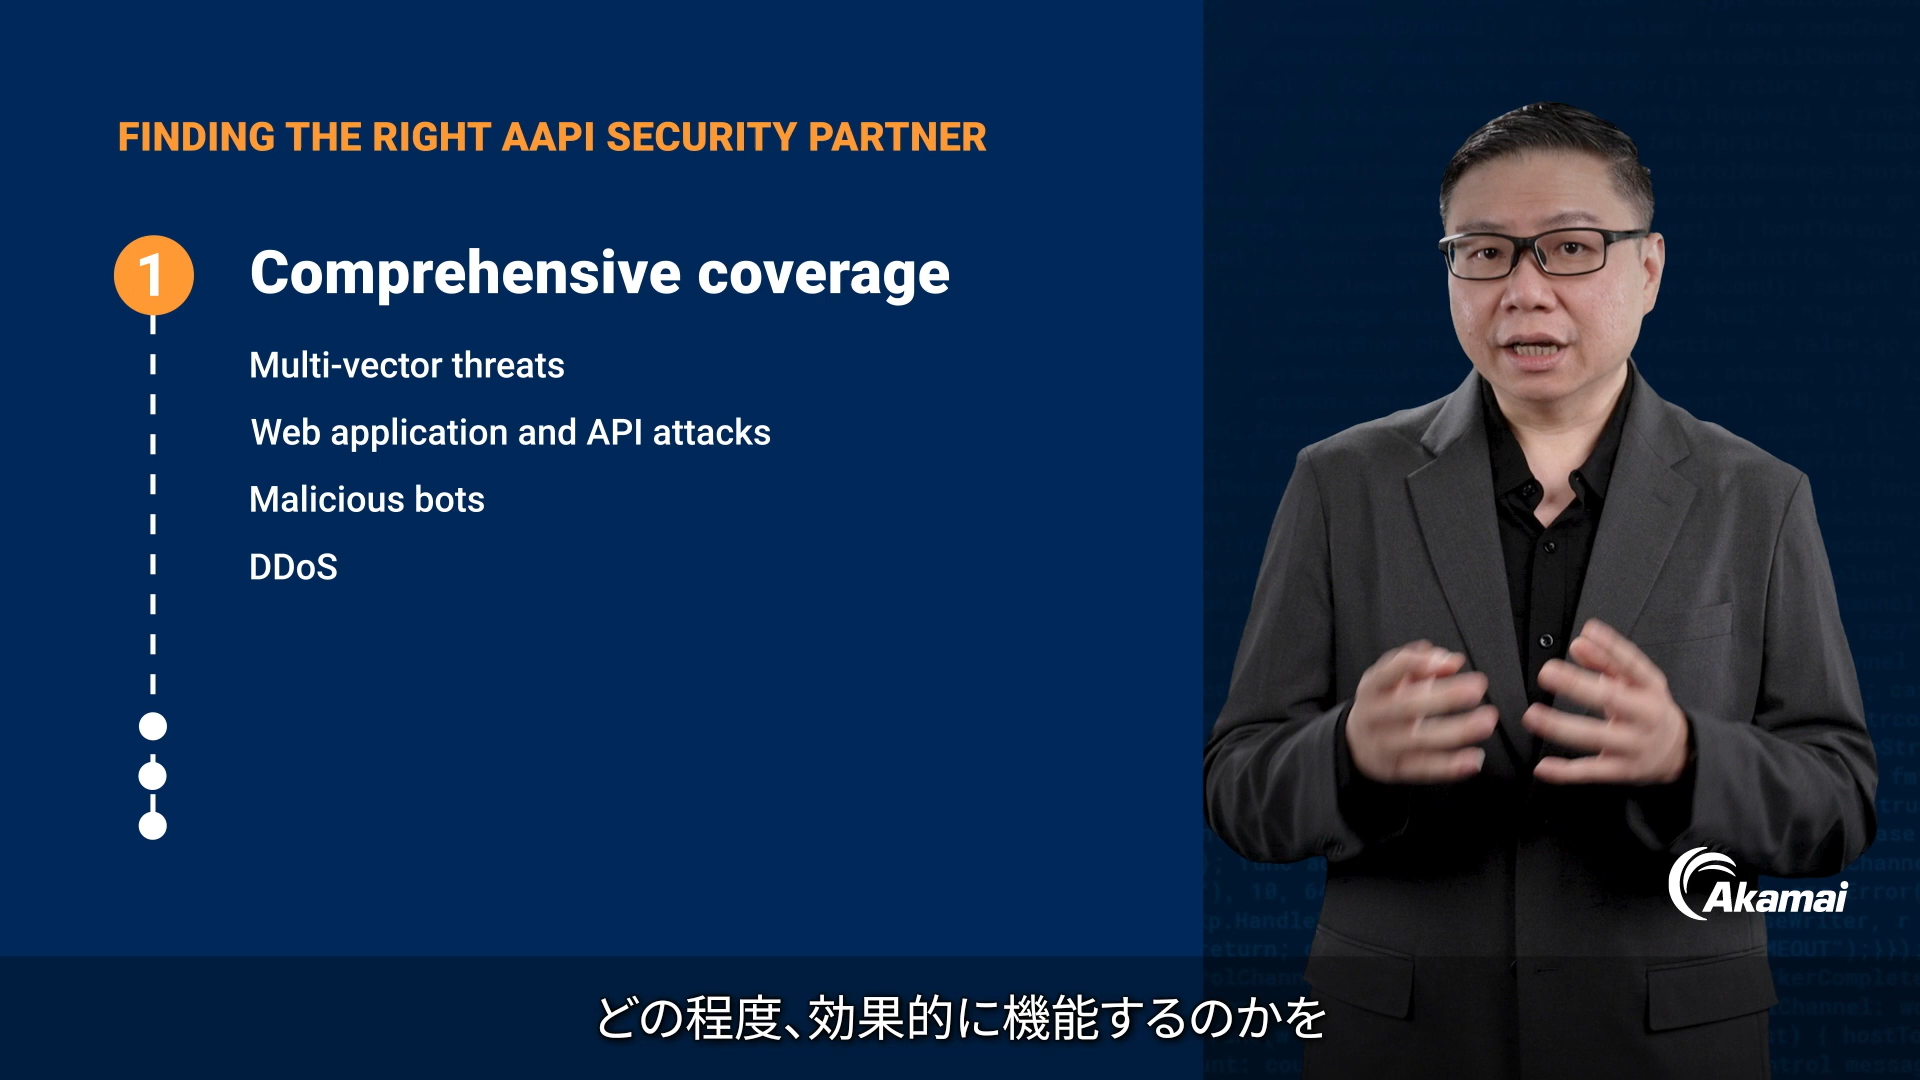 FINDING THE RIGHT AAPI SECURITY PARTNER
1
Comprehensive coverage
Multi-vector threats
Web application and API attacks
Malicious bots
DDoS
Akamai
どの程度、効果的に機能するのかを